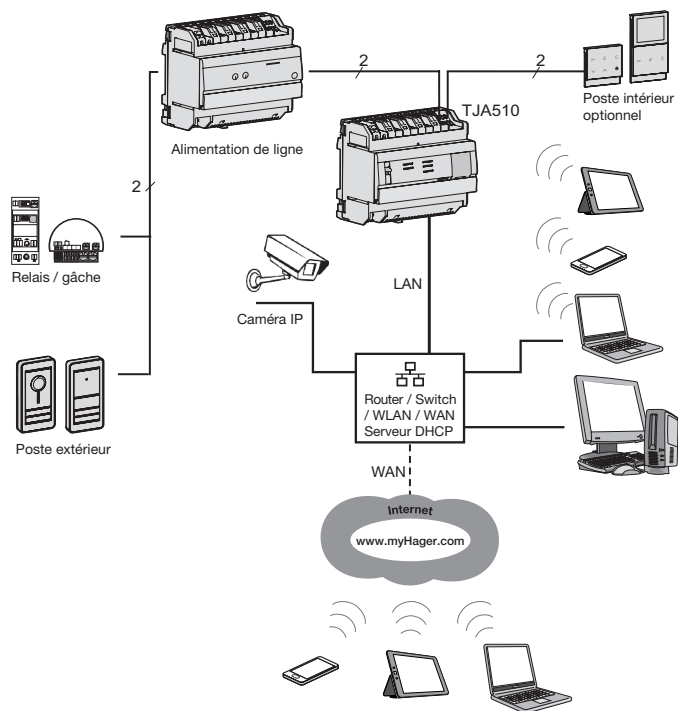 2
2
Poste intérieur
optionnel
TJA510
Alimentation de ligne
2
Relais / gâche
LAN
Caméra IP
Router / Switch
/ WLAN / WAN
Serveur DHCP
Poste extérieur
WAN
Internet
www.myHager.com